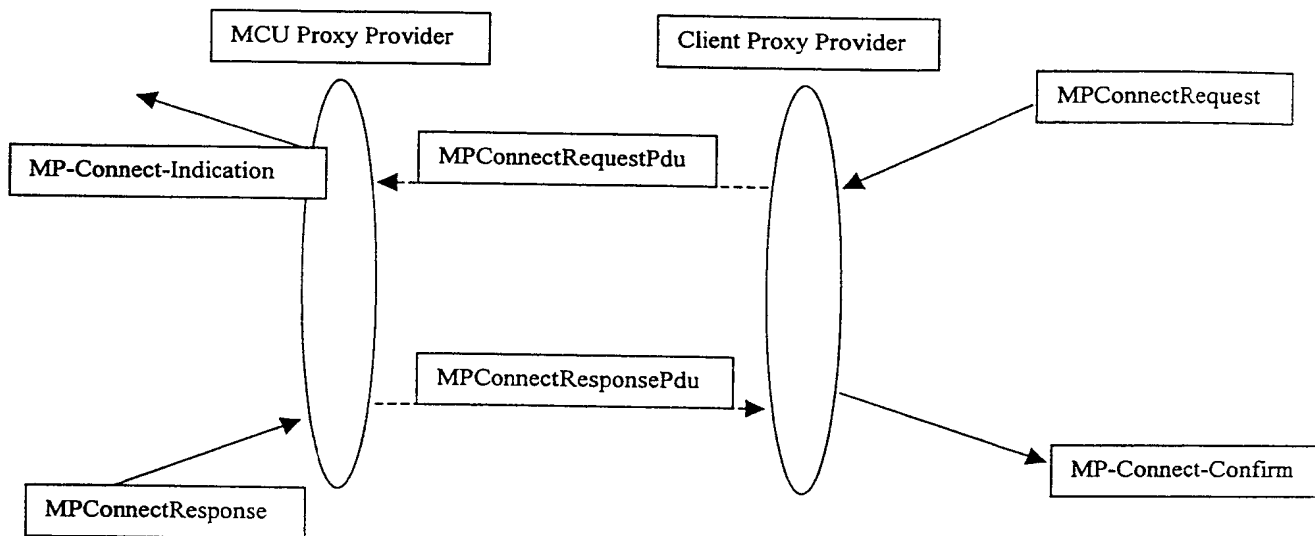 MCU Proxy Provider
Client Proxy Provider
MPConnectRequest
MP-Connect-Indication
MPConnectRequestPdu
MPConnectResponsePdu
MP-Connect-Confirm
MPConnectResponse